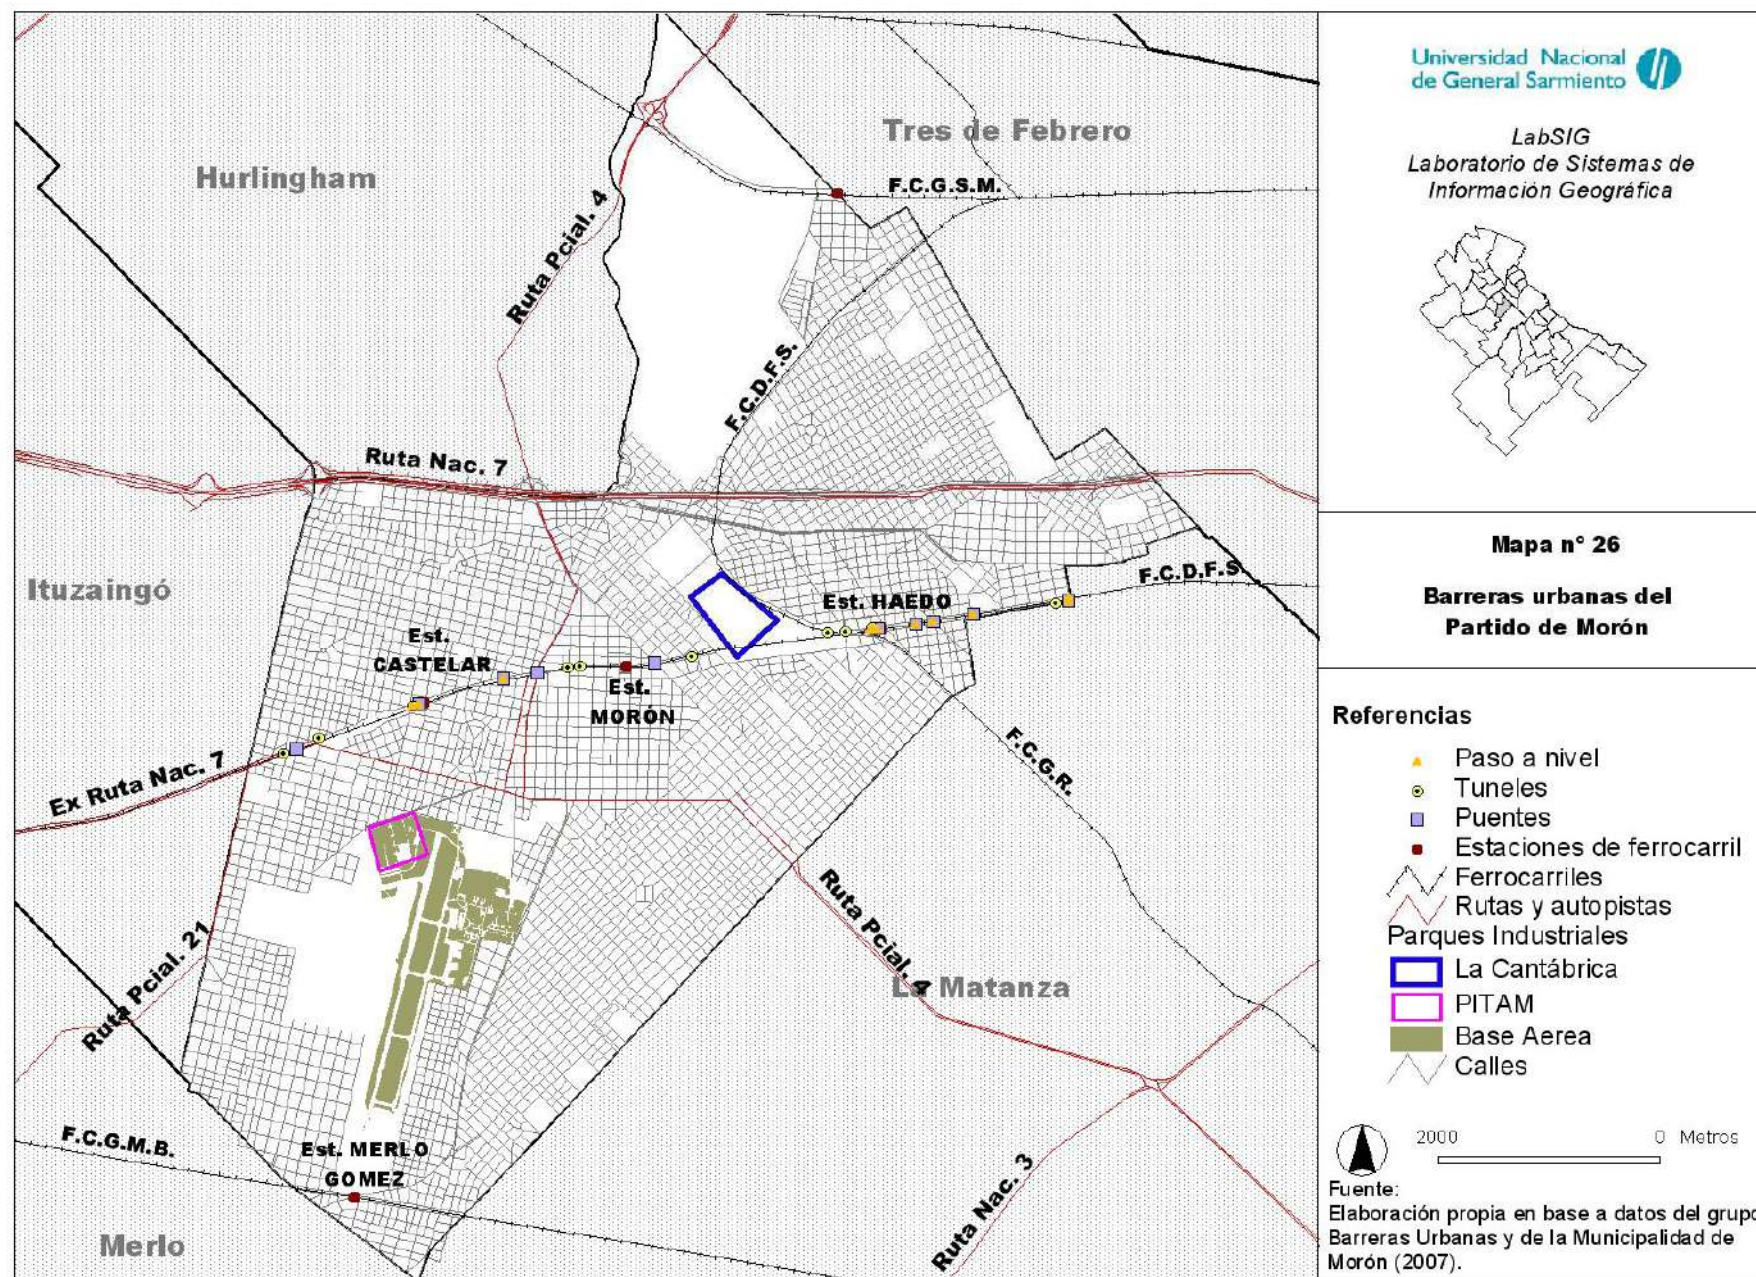 Hurlingham
Tres de Febrero
F.C.G.S.M.
Ruta Pcial. 4
F.C.D.F.S.
Ruta Nac. 7
Ituzaingó
Est.
CASTELAR
Est. HAEDO
F.C.D.F.S.
Est.
MORÓN
Ex Ruta Nac. 7
F.C.G.R.
Ruta Pcial. 4
Ruta Pcial. 21
La Matanza
F.C.G.M.B.
Est. MERLO
GOMEZ
Ruta Nac. 3
Merlo
Universidad Nacional
de General Sarmiento
LabSIG
Laboratorio de Sistemas de
Información Geográfica
Mapa n° 26
Barreras urbanas del
Partido de Morón
Referencias
Paso a nivel
Tuneles
Puentes
Estaciones de ferrocarril
Ferrocarriles
Rutas y autopistas
Parques Industriales
La Cantábrica
PITAM
Base Aerea
Calles
2000 0 Metros
Fuente:
Elaboración propia en base a datos del grupo
Barreras Urbanas y de la Municipalidad de
Morón (2007).